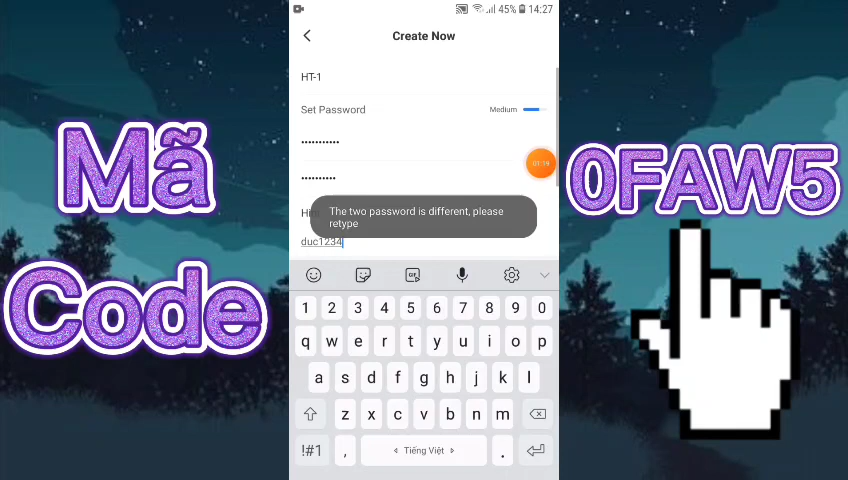 Mã
Code
45% 14:27
Create Now
HT-1
Set Password
Medium
01:19
The two password is different, please
retype
duc1234
GIF
1 2 3 4 5 6 7 8 9 0
q w e r t y u i o p
a s d f g h j k l
z x c v b n m
!#1 , Tiếng Việt .
0FAW5